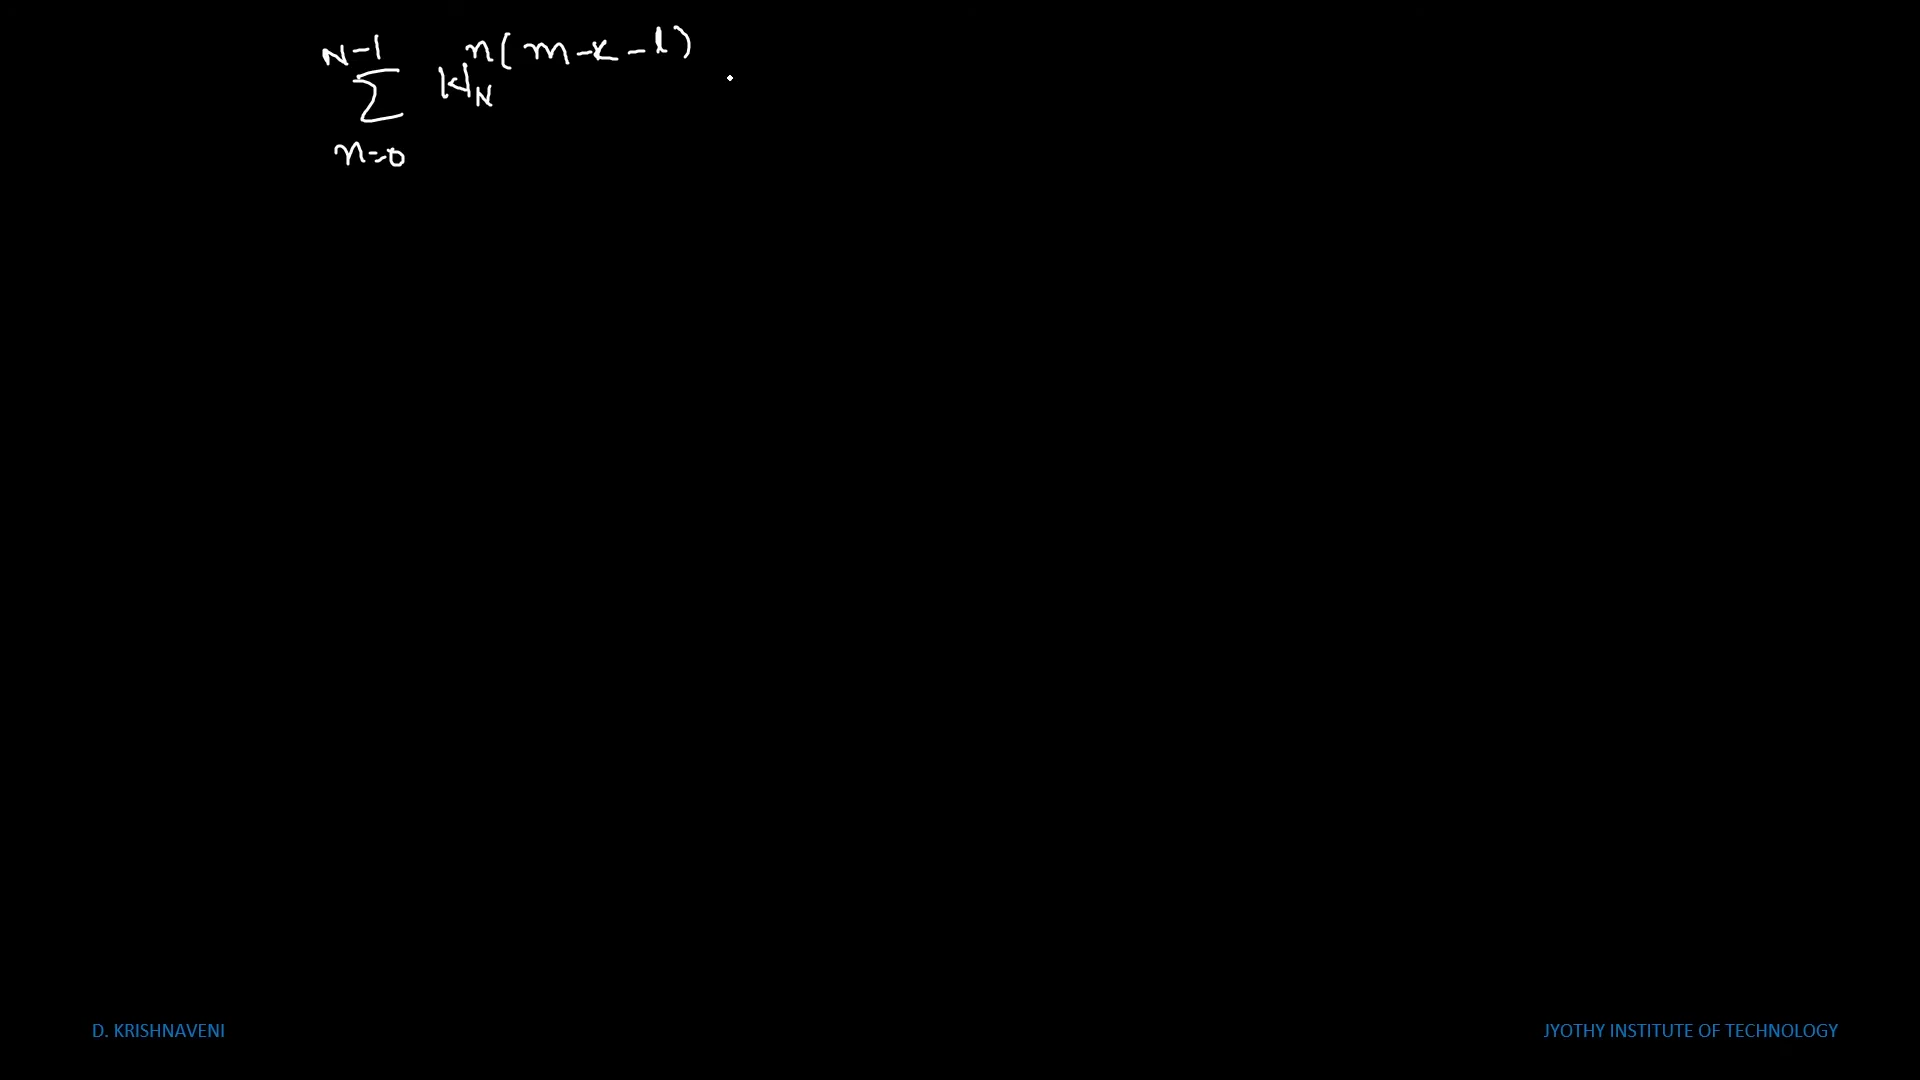 N-1
∑ W_N^{n(m-k-l)}
n=0
D. KRISHNAVENI
JYOTHY INSTITUTE OF TECHNOLOGY